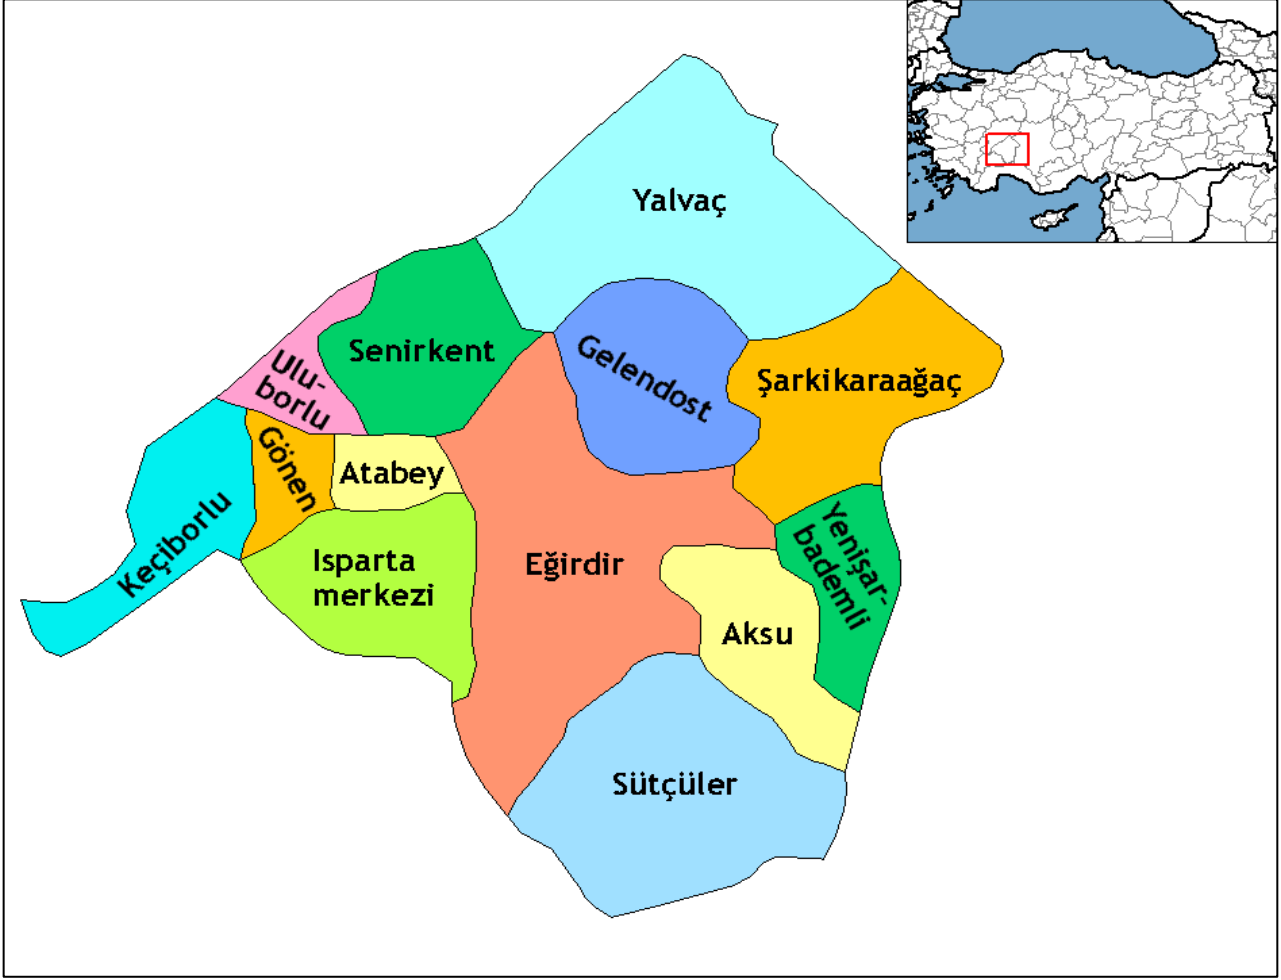 Yalvaç
Senirkent
Gelendost
Şarkikaraağaç
Ulu-
borlu
Gönen
Atabey
Keçiborlu
Isparta
merkezi
Eğirdir
Yenişar-
bademli
Aksu
Sütçüler